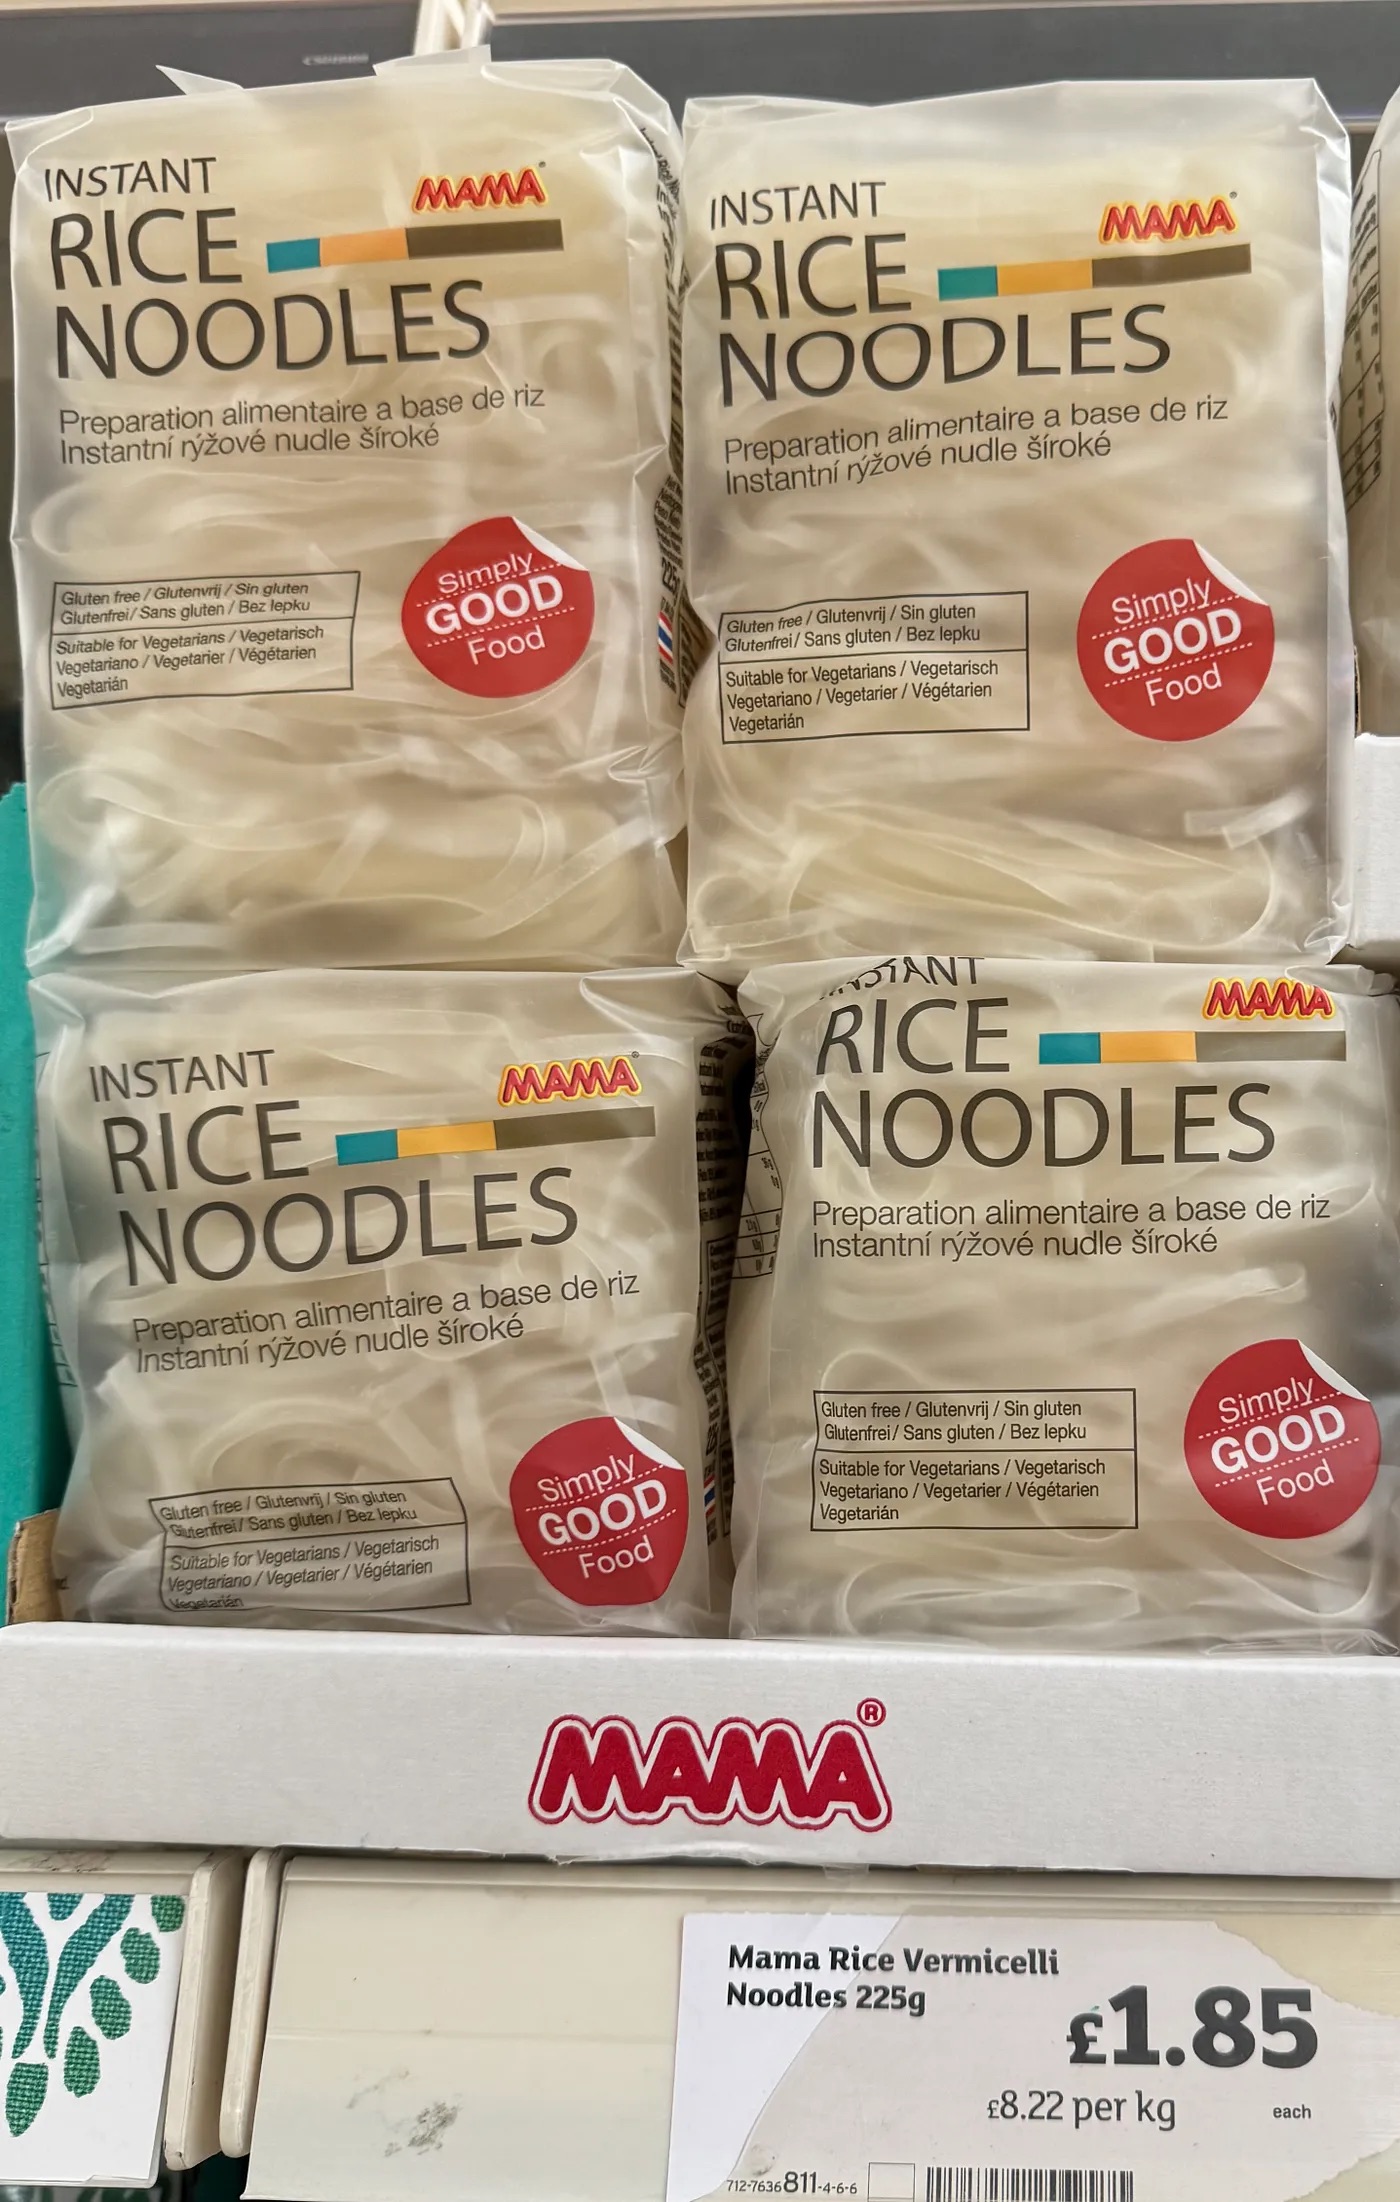 INSTANT
RICE
MAMA
NOODLES
Preparation alimentaire a base de riz
Instantní rýžové nudle šíroké
Gluten free / Glutenvrij / Sin gluten
Glutenfrei / Sans gluten / Bez lepku
Suitable for Vegetarians / Vegetarisch
Vegetariano / Vegetarier / Végétarien
Vegetarián
Simply
GOOD
Food
INSTANT
RICE
MAMA
NOODLES
Preparation alimentaire a base de riz
Instantní rýžové nudle šíroké
Gluten free / Glutenvrij / Sin gluten
Glutenfrei / Sans gluten / Bez lepku
Suitable for Vegetarians / Vegetarisch
Vegetariano / Vegetarier / Végétarien
Vegetarián
Simply
GOOD
Food
INSTANT
RICE
MAMA
NOODLES
Preparation alimentaire a base de riz
Instantní rýžové nudle šíroké
Gluten free / Glutenvrij / Sin gluten
Glutenfrei / Sans gluten / Bez lepku
Suitable for Vegetarians / Vegetarisch
Vegetariano / Vegetarier / Végétarien
Vegetarián
Simply
GOOD
Food
INSTANT
RICE
MAMA
NOODLES
Preparation alimentaire a base de riz
Instantní rýžové nudle šíroké
Gluten free / Glutenvrij / Sin gluten
Glutenfrei / Sans gluten / Bez lepku
Suitable for Vegetarians / Vegetarisch
Vegetariano / Vegetarier / Végétarien
Vegetarián
Simply
GOOD
Food
MAMA®
Mama Rice Vermicelli
Noodles 225g
£1.85
£8.22 per kg
each
712-7636811-4-6-6